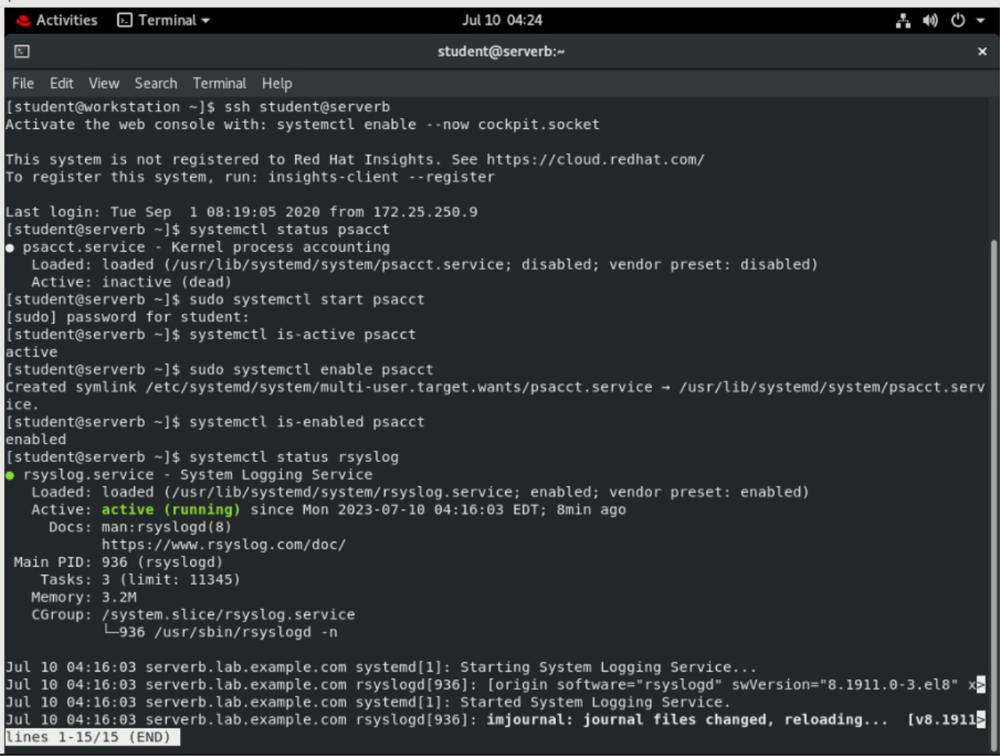 Activities Terminal Jul 10 04:24
student@serverb:~ ×
File Edit View Search Terminal Help
[student@workstation ~]$ ssh student@serverb
Activate the web console with: systemctl enable --now cockpit.socket
This system is not registered to Red Hat Insights. See https://cloud.redhat.com/
To register this system, run: insights-client --register
Last login: Tue Sep  1 08:19:05 2020 from 172.25.250.9
[student@serverb ~]$ systemctl status psacct
● psacct.service - Kernel process accounting
   Loaded: loaded (/usr/lib/systemd/system/psacct.service; disabled; vendor preset: disabled)
   Active: inactive (dead)
[student@serverb ~]$ sudo systemctl start psacct
[sudo] password for student:
[student@serverb ~]$ systemctl is-active psacct
active
[student@serverb ~]$ sudo systemctl enable psacct
Created symlink /etc/systemd/system/multi-user.target.wants/psacct.service → /usr/lib/systemd/system/psacct.serv
ice.
[student@serverb ~]$ systemctl is-enabled psacct
enabled
[student@serverb ~]$ systemctl status rsyslog
● rsyslog.service - System Logging Service
   Loaded: loaded (/usr/lib/systemd/system/rsyslog.service; enabled; vendor preset: enabled)
   Active: active (running) since Mon 2023-07-10 04:16:03 EDT; 8min ago
     Docs: man:rsyslogd(8)
           https://www.rsyslog.com/doc/
 Main PID: 936 (rsyslogd)
    Tasks: 3 (limit: 11345)
   Memory: 3.2M
   CGroup: /system.slice/rsyslog.service
           └─936 /usr/sbin/rsyslogd -n
Jul 10 04:16:03 serverb.lab.example.com systemd[1]: Starting System Logging Service...
Jul 10 04:16:03 serverb.lab.example.com rsyslogd[936]: [origin software="rsyslogd" swVersion="8.1911.0-3.el8" x>
Jul 10 04:16:03 serverb.lab.example.com systemd[1]: Started System Logging Service.
Jul 10 04:16:03 serverb.lab.example.com rsyslogd[936]: imjournal: journal files changed, reloading...  [v8.1911>
lines 1-15/15 (END)